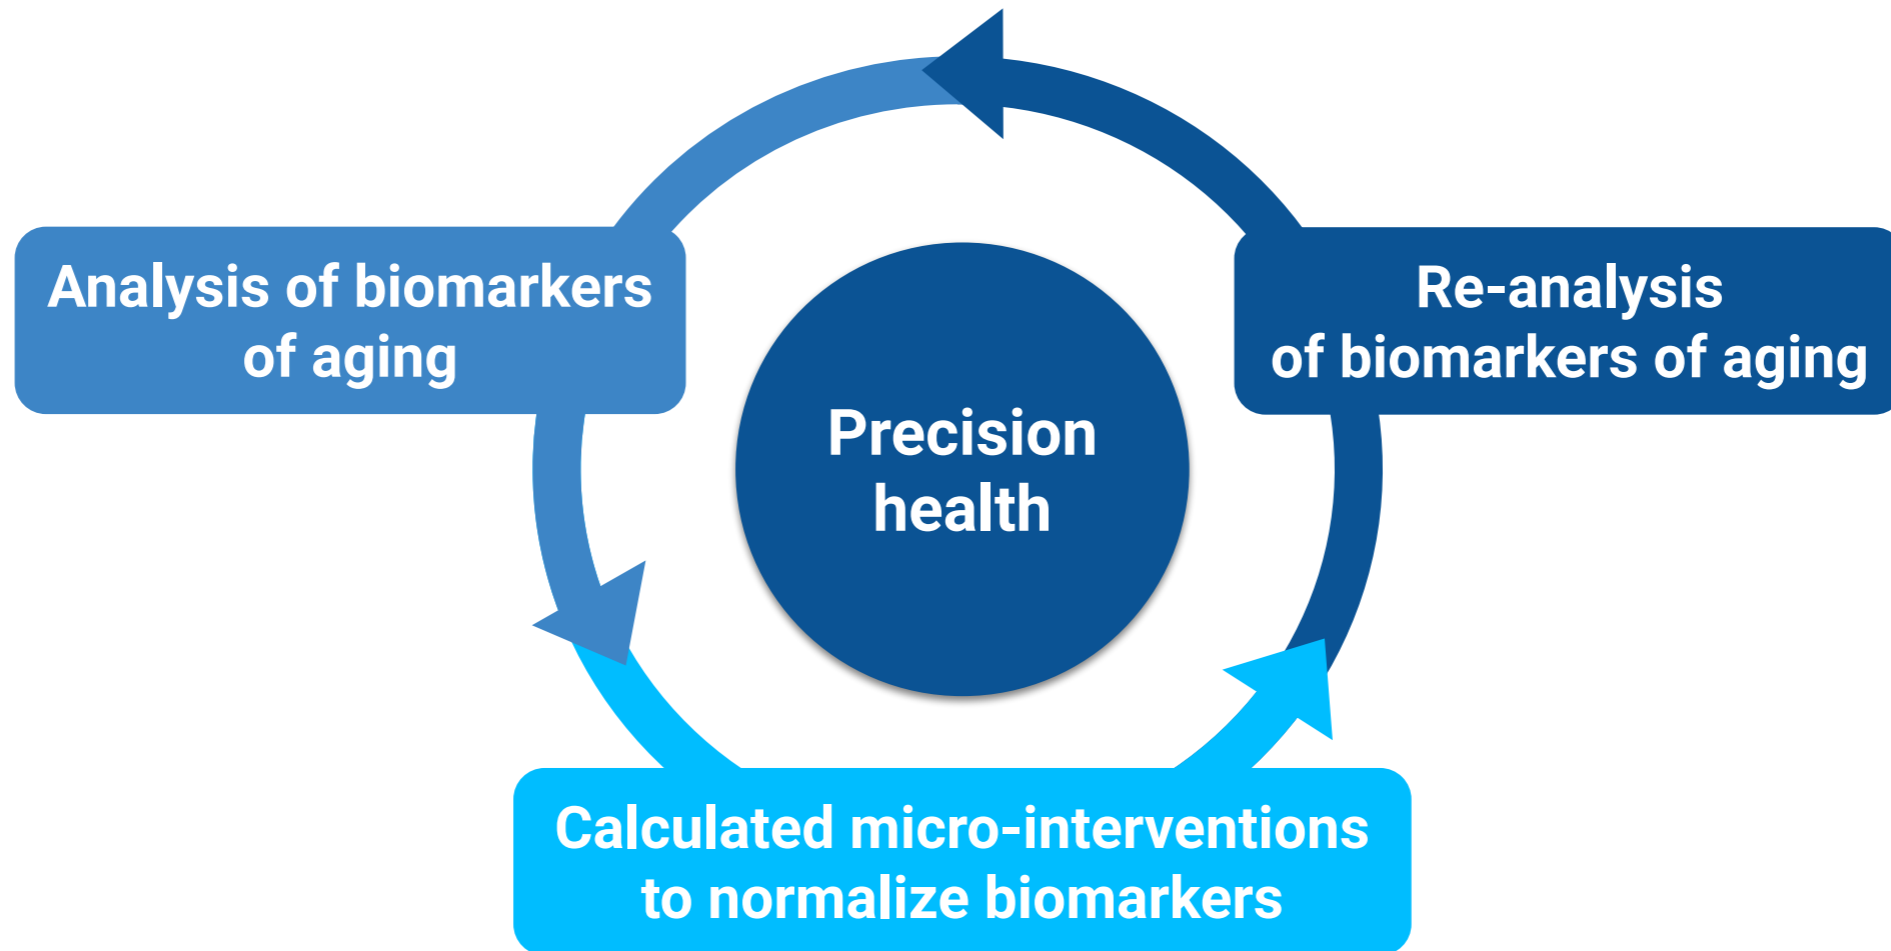 Analysis of biomarkers
of aging
Re-analysis
of biomarkers of aging
Precision
health
Calculated micro-interventions
to normalize biomarkers